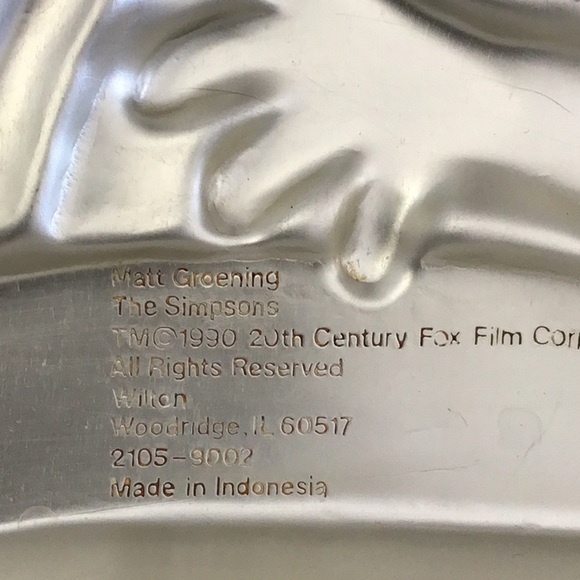 Matt Groening
The Simpsons
TM©1990 20th Century Fox Film Corp
All Rights Reserved
Wilton
Woodridge, IL 60517
2105-9002
Made in Indonesia